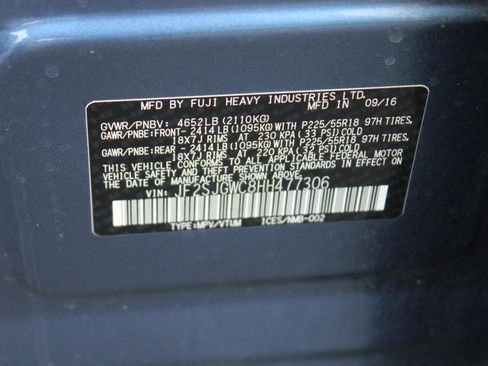 MFD BY FUJI HEAVY INDUSTRIES LTD.
MFD IN 09/16
GVWR/PNBV: 4652LB (2110KG)
GAWR/PNBE:FRONT- 2414 LB(1095KG)WITH P225/55R18 97H TIRES,
18X7J RIMS AT 230 KPA( 33 PSI)COLD
GAWR/PNBE:REAR - 2414 LB(1095KG)WITH P225/55R18 97H TIRES,
18X7J RIMS AT 220 KPA( 32 PSI)COLD
THIS VEHICLE CONFORMS TO ALL APPLICABLE FEDERAL MOTOR
VEHICLE SAFETY AND THEFT PREVENTION STANDARDS IN EFFECT
ON THE DATE OF MANUFACTURE SHOWN ABOVE.
VIN: JF2SJGWC8HH477306
TYPE:MPV/VTUM ICES/NMB-002